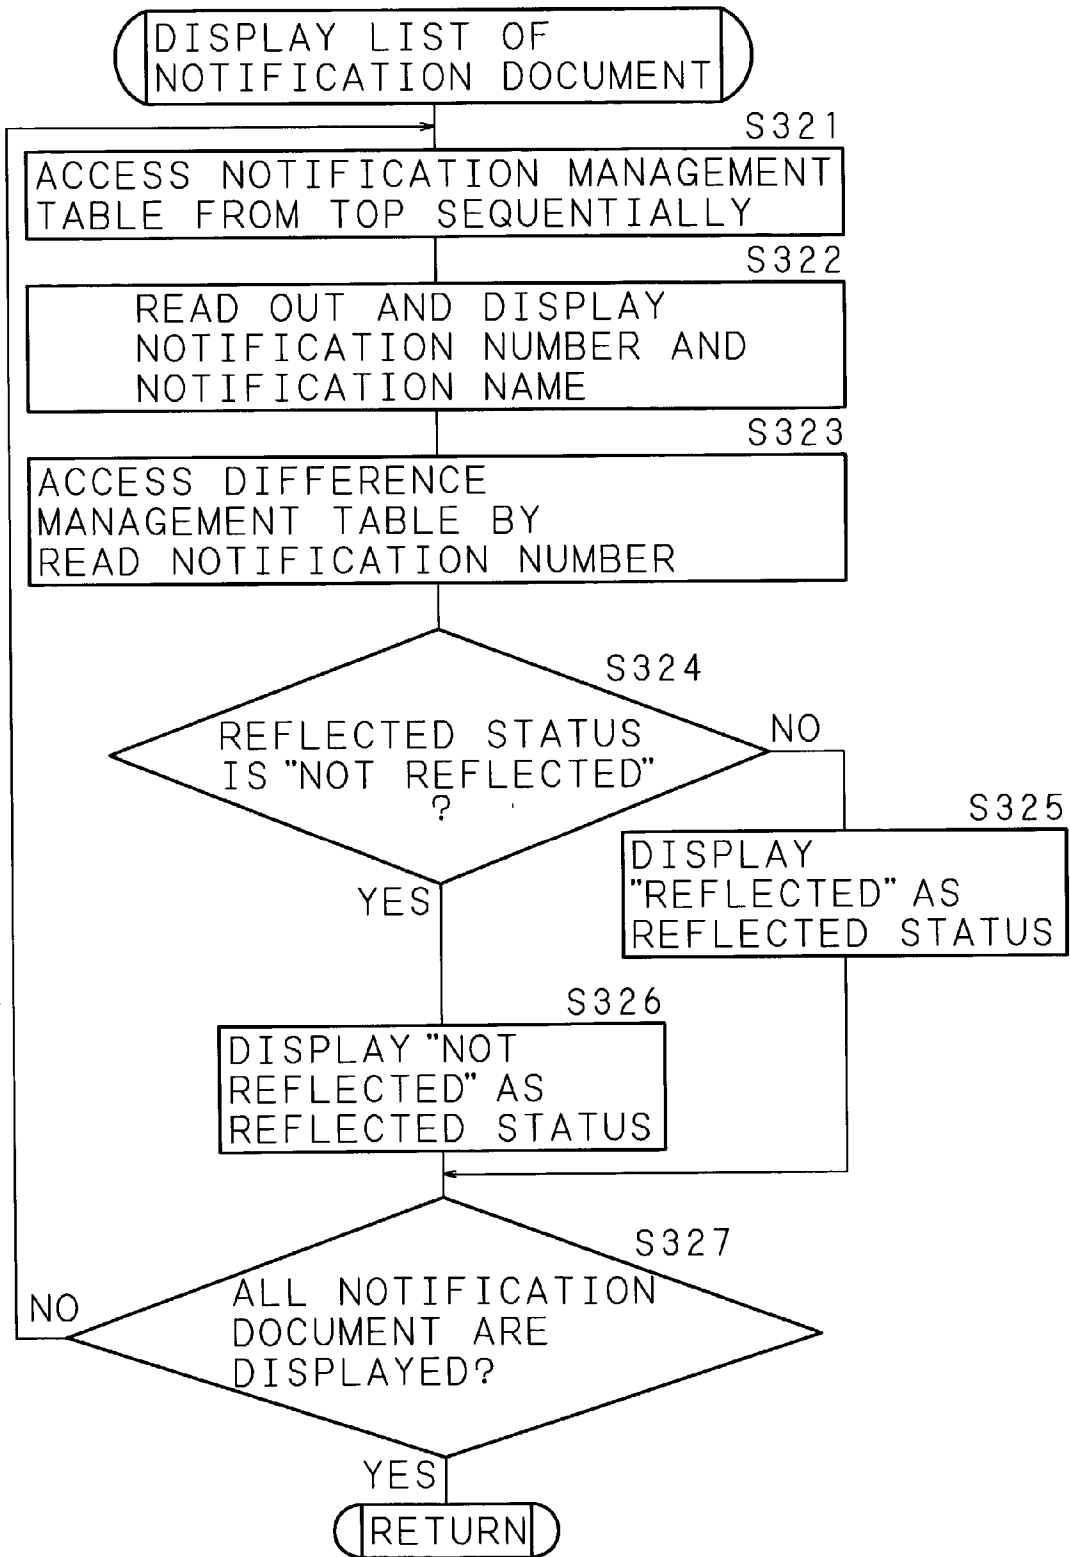 DISPLAY LIST OF
NOTIFICATION DOCUMENT
S321
ACCESS NOTIFICATION MANAGEMENT
TABLE FROM TOP SEQUENTIALLY
S322
READ OUT AND DISPLAY
NOTIFICATION NUMBER AND
NOTIFICATION NAME
S323
ACCESS DIFFERENCE
MANAGEMENT TABLE BY
READ NOTIFICATION NUMBER
S324
REFLECTED STATUS
IS "NOT REFLECTED"
?
NO
S325
DISPLAY
"REFLECTED" AS
REFLECTED STATUS
YES
S326
DISPLAY "NOT
REFLECTED" AS
REFLECTED STATUS
S327
ALL NOTIFICATION
DOCUMENT ARE
DISPLAYED?
NO
YES
RETURN